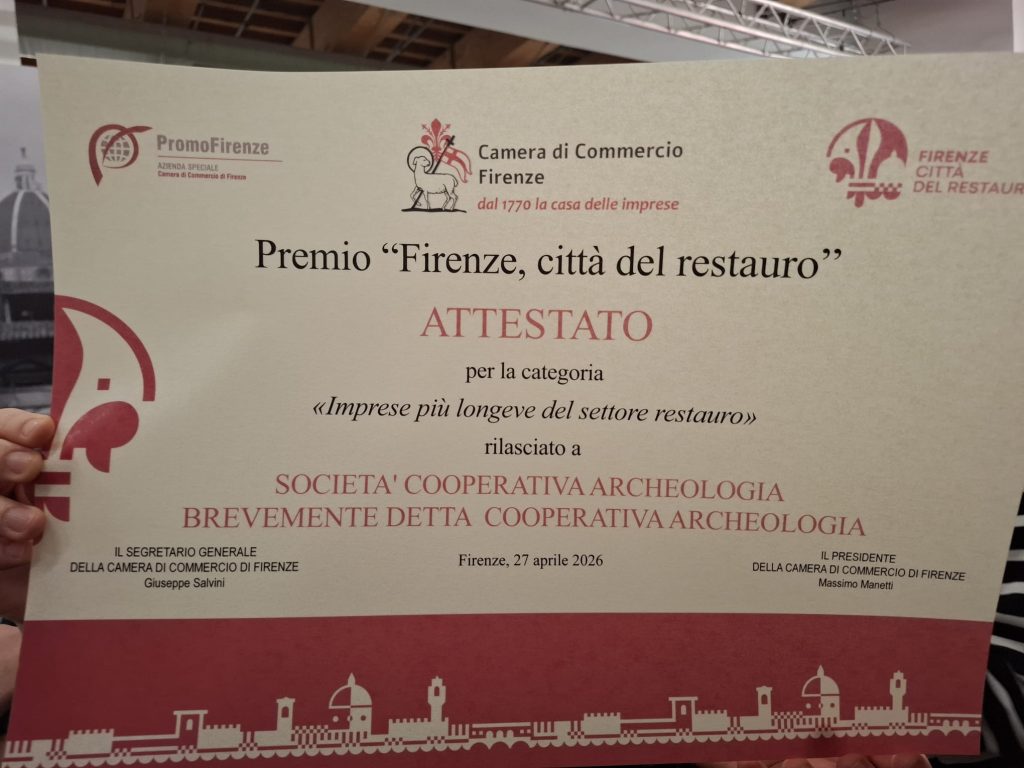 PromoFirenze
AZIENDA SPECIALE
Camera di Commercio di Firenze
Camera di Commercio
Firenze
dal 1770 la casa delle imprese
FIRENZE
CITTÀ
DEL RESTAUR
Premio “Firenze, città del restauro”
ATTESTATO
per la categoria
«Imprese più longeve del settore restauro»
rilasciato a
SOCIETA' COOPERATIVA ARCHEOLOGIA
BREVEMENTE DETTA COOPERATIVA ARCHEOLOGIA
IL SEGRETARIO GENERALE
DELLA CAMERA DI COMMERCIO DI FIRENZE
Giuseppe Salvini
Firenze, 27 aprile 2026
IL PRESIDENTE
DELLA CAMERA DI COMMERCIO DI FIRENZE
Massimo Manetti